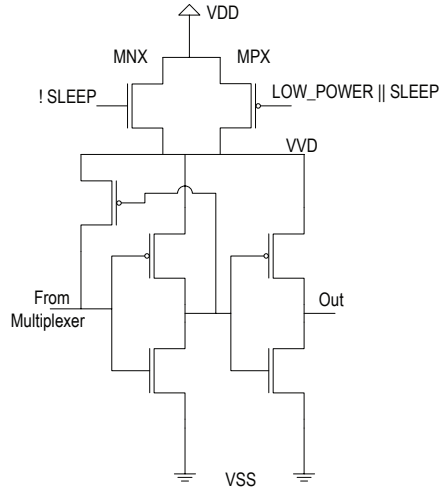 VDD
MNX MPX
! SLEEP
LOW_POWER || SLEEP
VVD
From
Multiplexer
Out
VSS